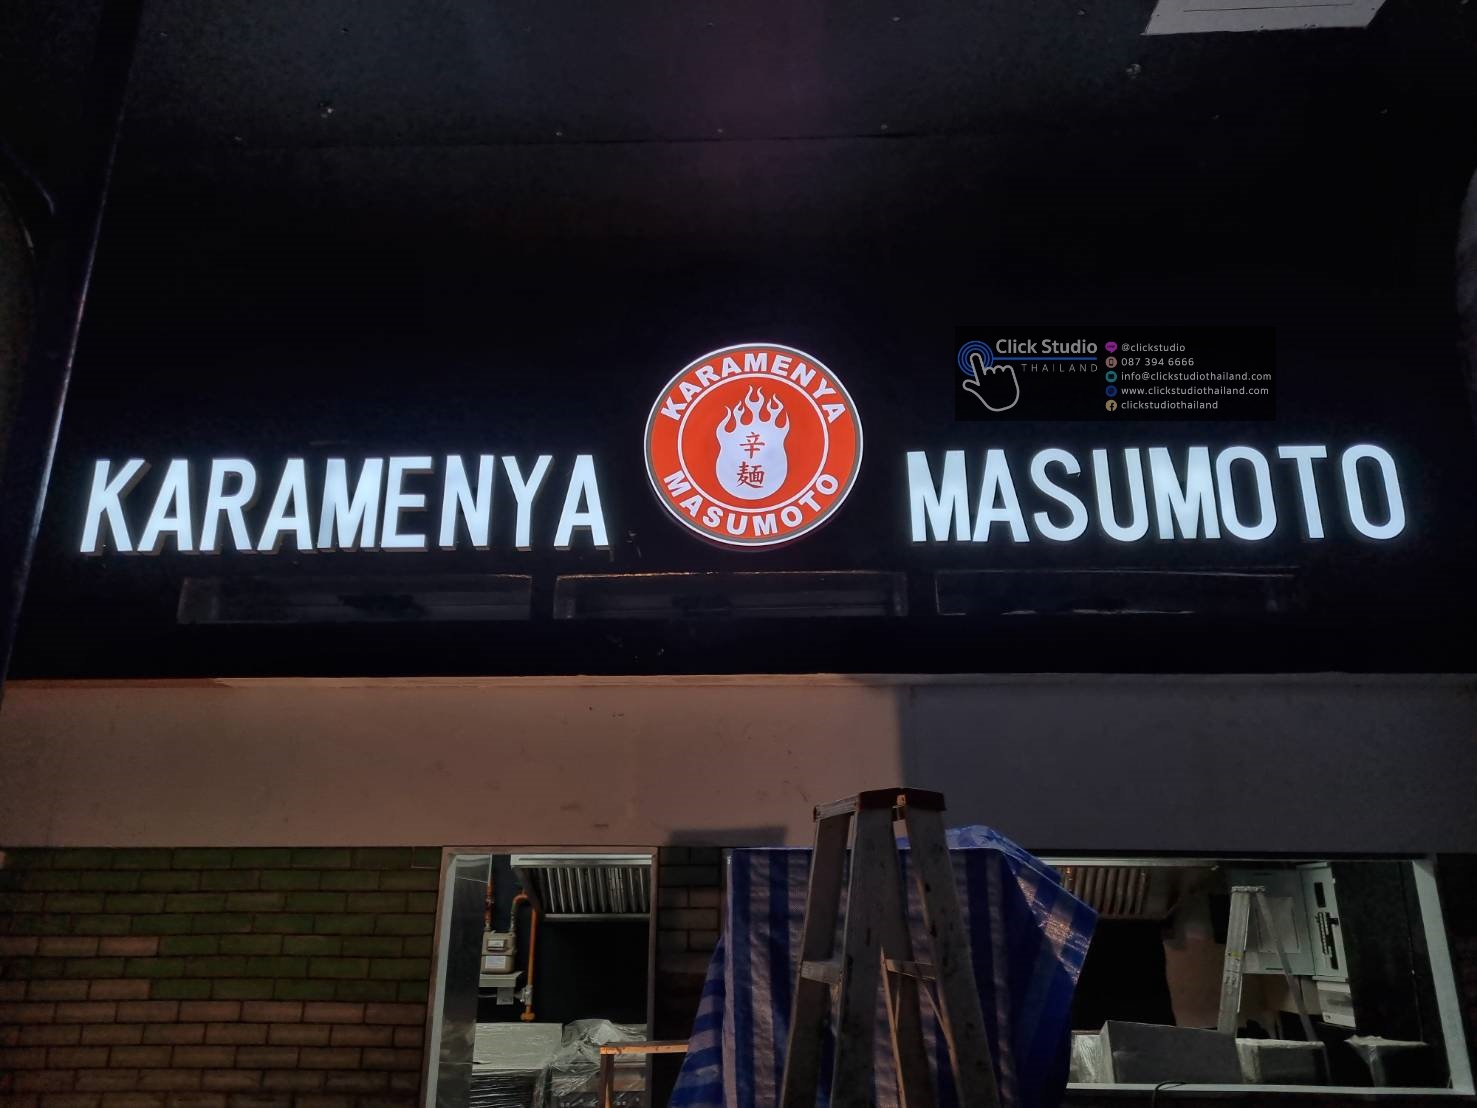 KARAMENYA
KARAMENYA
辛
麺
MASUMOTO
MASUMOTO
Click Studio
THAILAND
@clickstudio
087 394 6666
info@clickstudiothailand.com
www.clickstudiothailand.com
clickstudiothailand